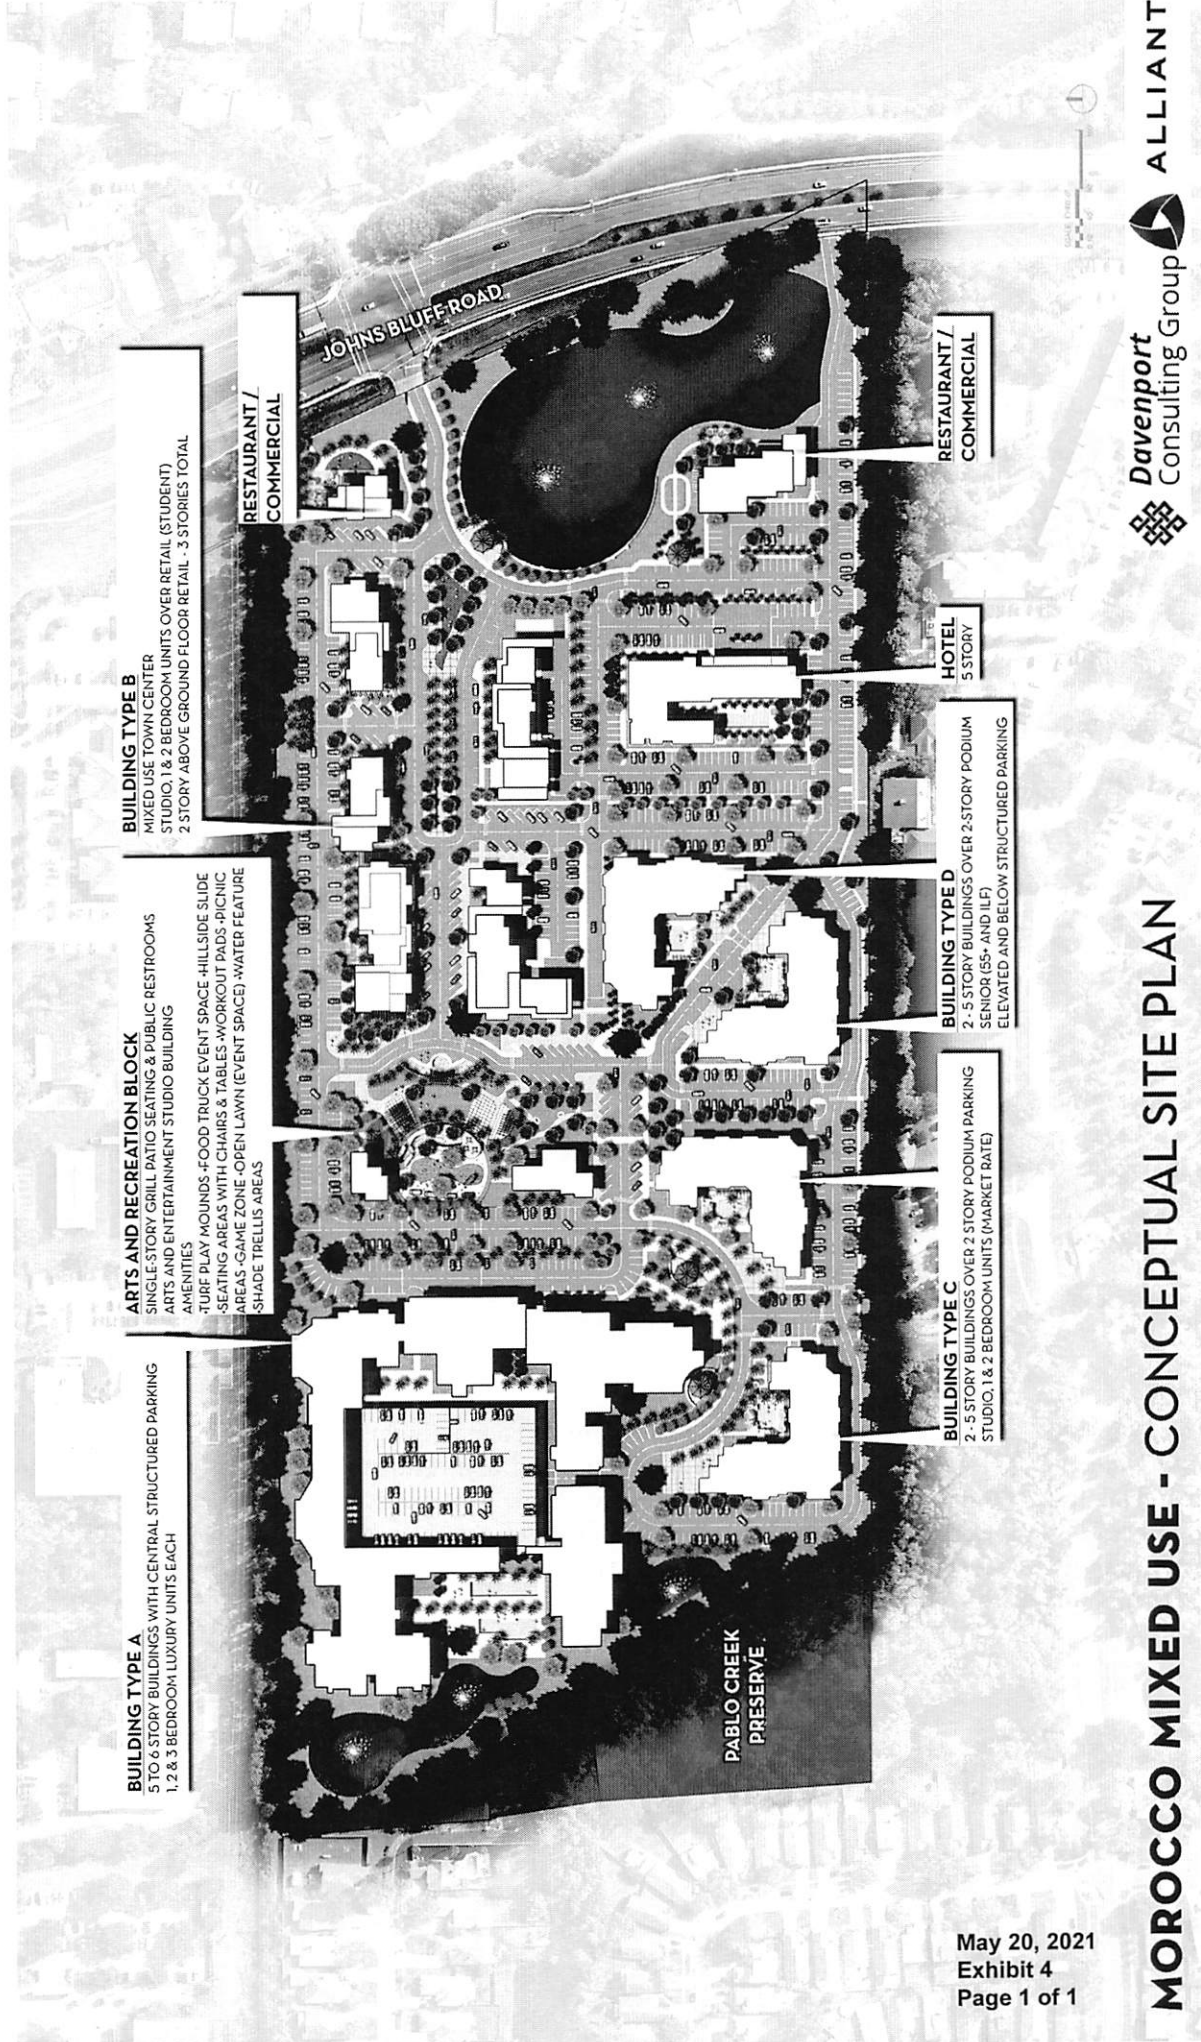 BUILDING TYPE A
5 TO 6 STORY BUILDINGS WITH CENTRAL STRUCTURED PARKING
1, 2 & 3 BEDROOM LUXURY UNITS EACH
ARTS AND RECREATION BLOCK
SINGLE-STORY GRILL PATIO SEATING & PUBLIC RESTROOMS
ARTS AND ENTERTAINMENT STUDIO BUILDING
AMENITIES
-TURF PLAY MOUNDS -FOOD TRUCK EVENT SPACE -HILLSIDE SLIDE
-SEATING AREAS WITH CHAIRS & TABLES -WORKOUT PADS -PICNIC
AREAS -GAME ZONE -OPEN LAWN (EVENT SPACE) -WATER FEATURE
-SHADE TRELLIS AREAS
BUILDING TYPE B
MIXED USE TOWN CENTER
STUDIO, 1 & 2 BEDROOM UNITS OVER RETAIL (STUDENT)
2 STORY ABOVE GROUND FLOOR RETAIL - 3 STORIES TOTAL
RESTAURANT /
COMMERCIAL
JOHNS BLUFF ROAD
PABLO CREEK
PRESERVE
BUILDING TYPE C
2 - 5 STORY BUILDINGS OVER 2 STORY PODIUM PARKING
STUDIO, 1 & 2 BEDROOM UNITS (MARKET RATE)
BUILDING TYPE D
2 - 5 STORY BUILDINGS OVER 2-STORY PODIUM
SENIOR (55+ AND ILF)
ELEVATED AND BELOW STRUCTURED PARKING
HOTEL
5 STORY
RESTAURANT /
COMMERCIAL
MOROCCO MIXED USE - CONCEPTUAL SITE PLAN
Davenport
Consulting Group
ALLIANT
May 20, 2021
Exhibit 4
Page 1 of 1